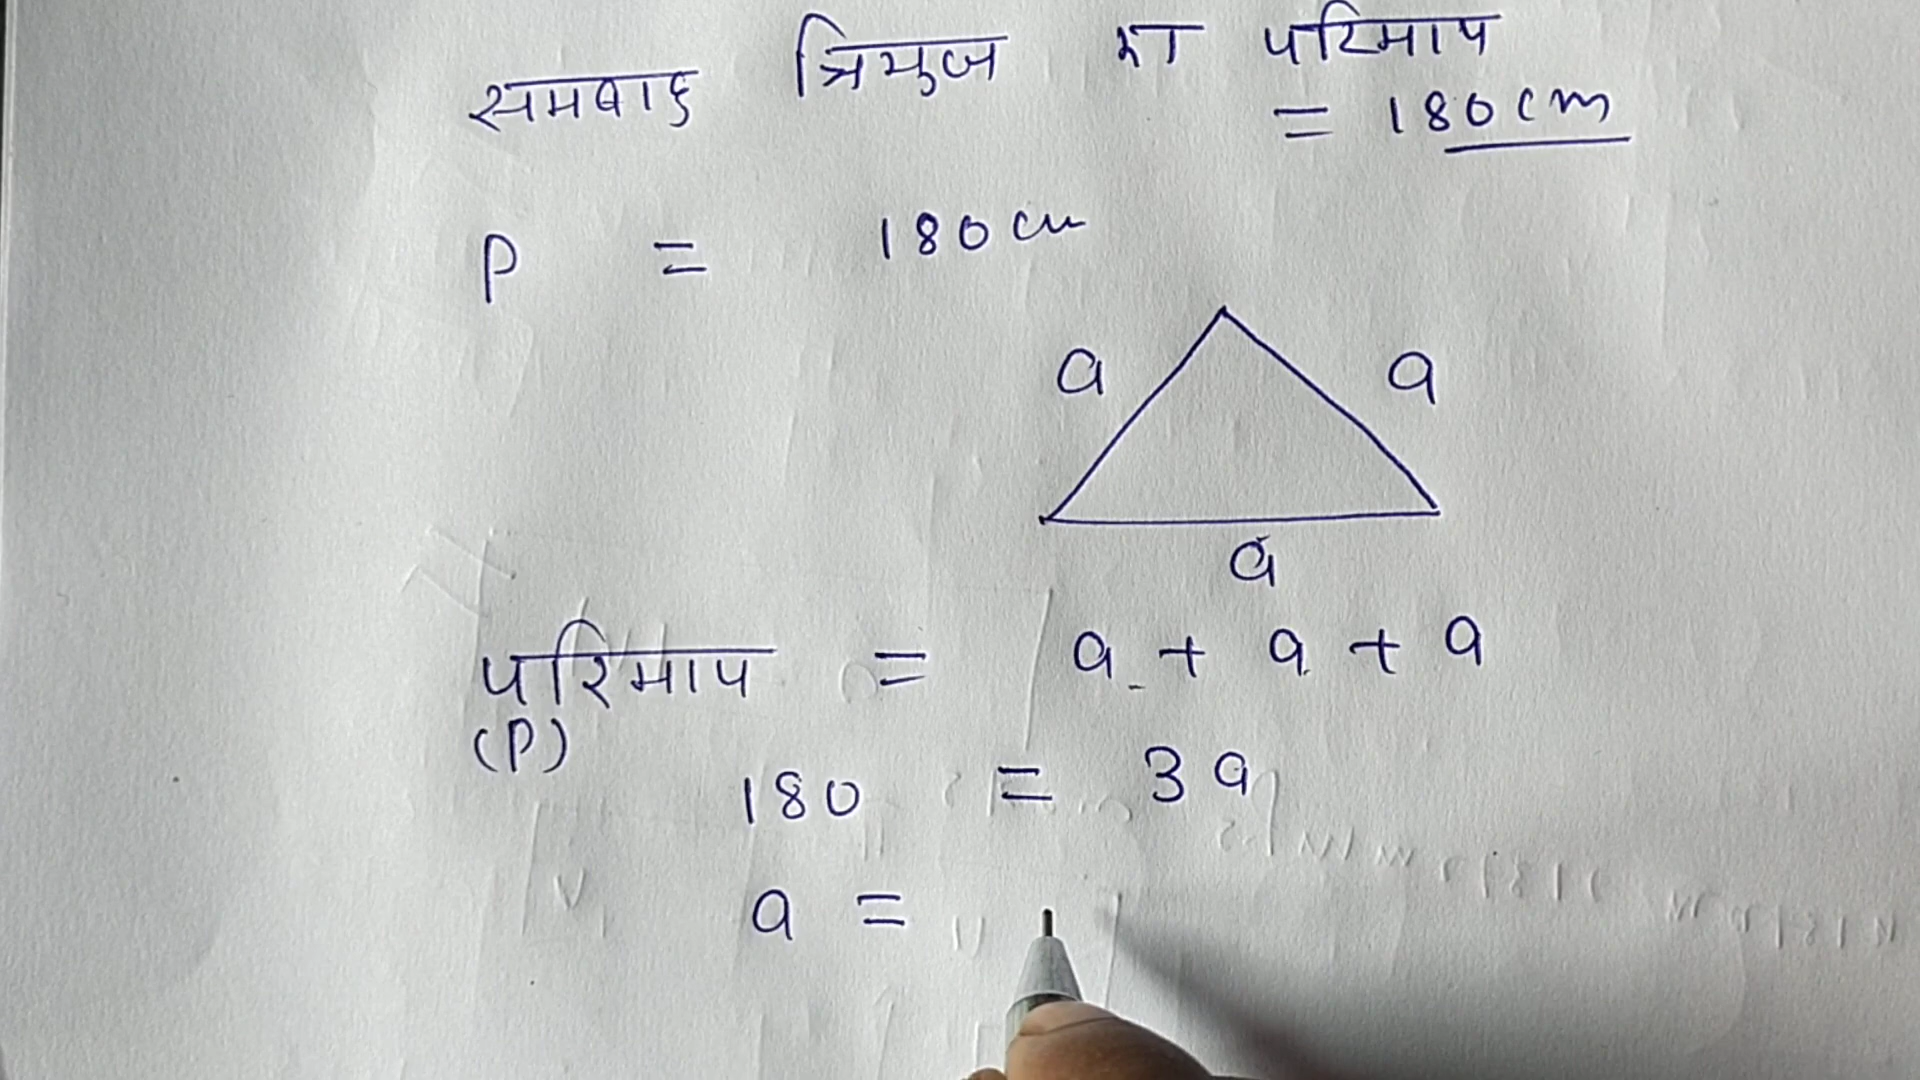 समबाहु त्रिभुज का परिमाप
= 180 cm
P = 180 cm
a a
a
परिमाप = a + a + a
(P)
180 = 3a
a =